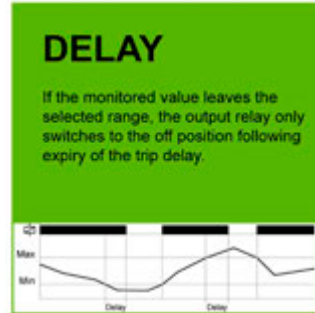 DELAY
If the monitored value leaves the
selected range, the output relay only
switches to the off position following
expiry of the trip delay.
Max
Min
Delay Delay